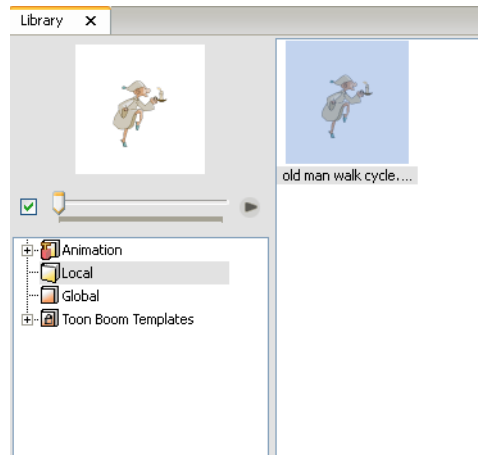 Library X
old man walk cycle....
Animation
Local
Global
Toon Boom Templates